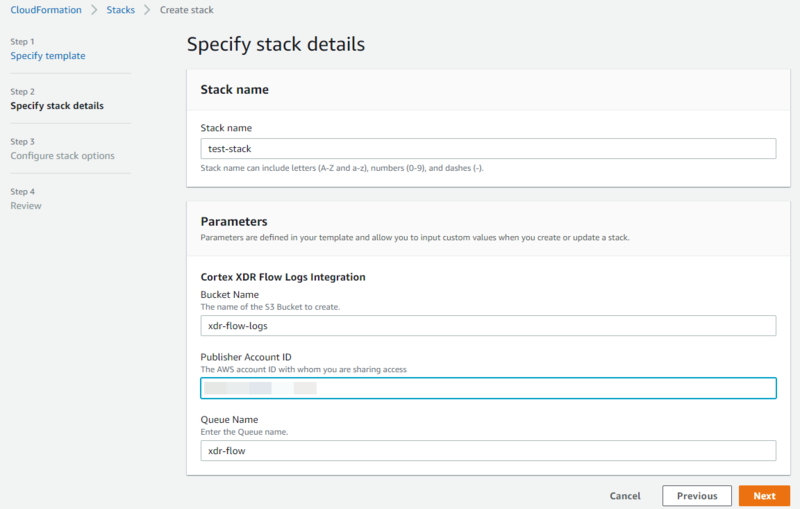 CloudFormation > Stacks > Create stack
Step 1
Specify template
Step 2
Specify stack details
Step 3
Configure stack options
Step 4
Review
Specify stack details
Stack name
Stack name
test-stack
Stack name can include letters (A-Z and a-z), numbers (0-9), and dashes (-).
Parameters
Parameters are defined in your template and allow you to input custom values when you create or update a stack.
Cortex XDR Flow Logs Integration
Bucket Name
The name of the S3 Bucket to create.
xdr-flow-logs
Publisher Account ID
The AWS account ID with whom you are sharing access
Queue Name
Enter the Queue name.
xdr-flow
Cancel Previous Next